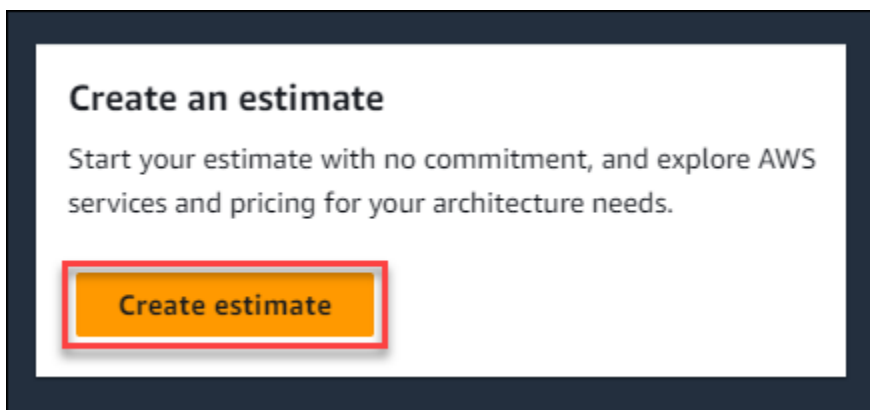 Create an estimate
Start your estimate with no commitment, and explore AWS
services and pricing for your architecture needs.
Create estimate